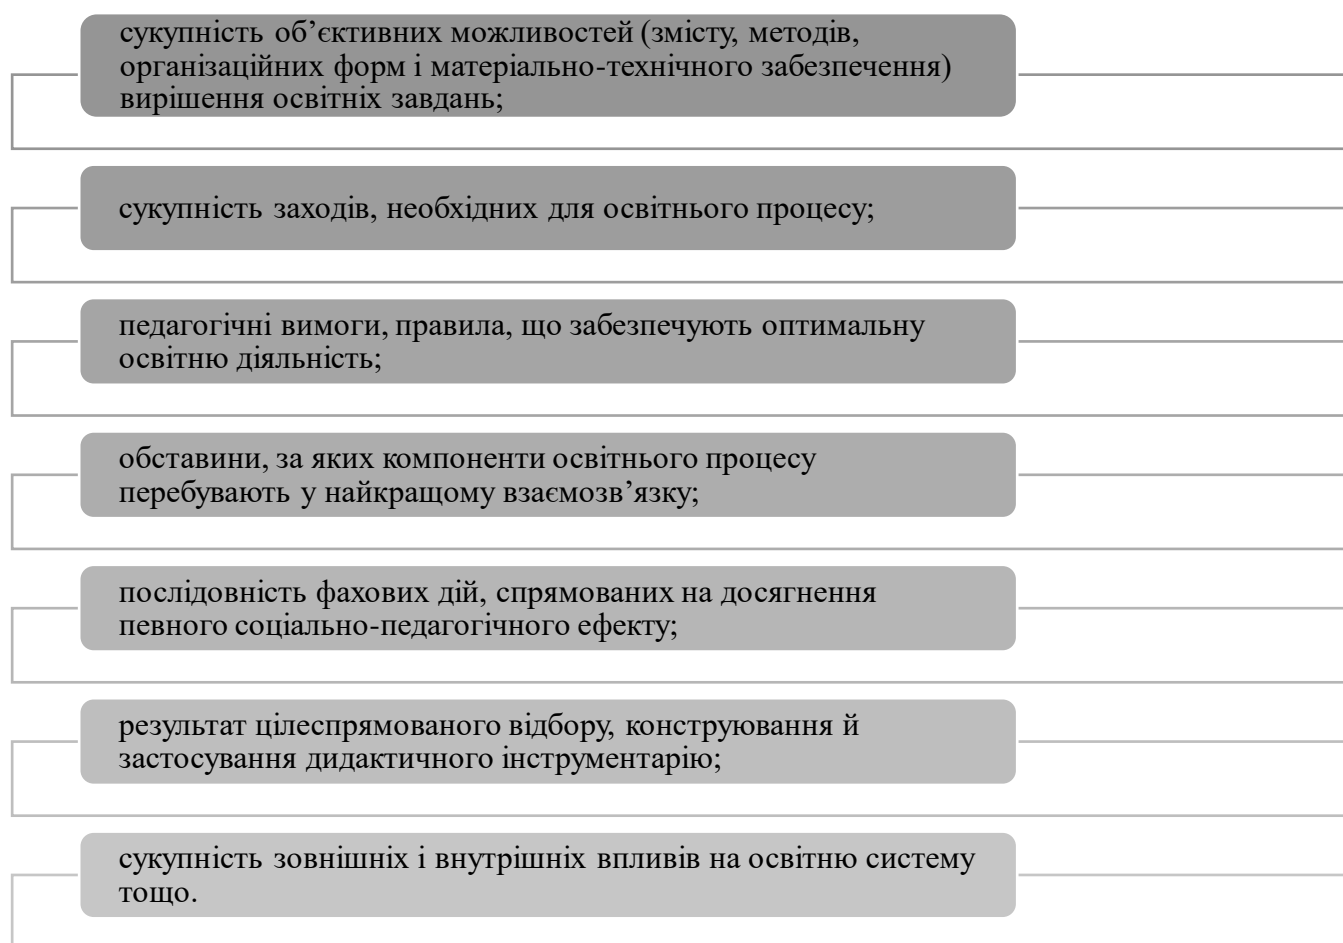 сукупність об’єктивних можливостей (змісту, методів,
організаційних форм і матеріально-технічного забезпечення)
вирішення освітніх завдань;
сукупність заходів, необхідних для освітнього процесу;
педагогічні вимоги, правила, що забезпечують оптимальну
освітню діяльність;
обставини, за яких компоненти освітнього процесу
перебувають у найкращому взаємозв’язку;
послідовність фахових дій, спрямованих на досягнення
певного соціально-педагогічного ефекту;
результат цілеспрямованого відбору, конструювання й
застосування дидактичного інструментарію;
сукупність зовнішніх і внутрішніх впливів на освітню систему
тощо.